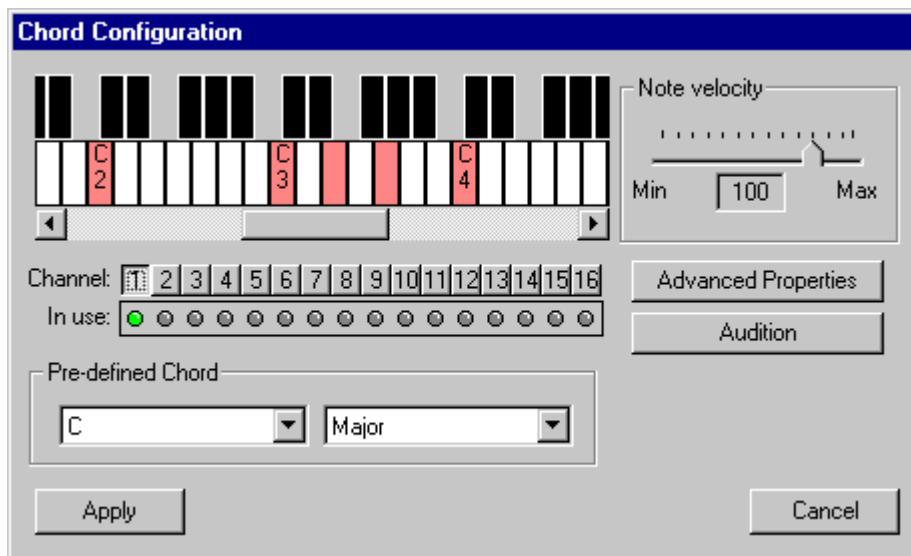 Chord Configuration
Note velocity
C 2
C 3
C 4
Min 100 Max
Channel: 1 2 3 4 5 6 7 8 9 10 11 12 13 14 15 16
Advanced Properties
In use:
Audition
Pre-defined Chord
C Major
Apply Cancel